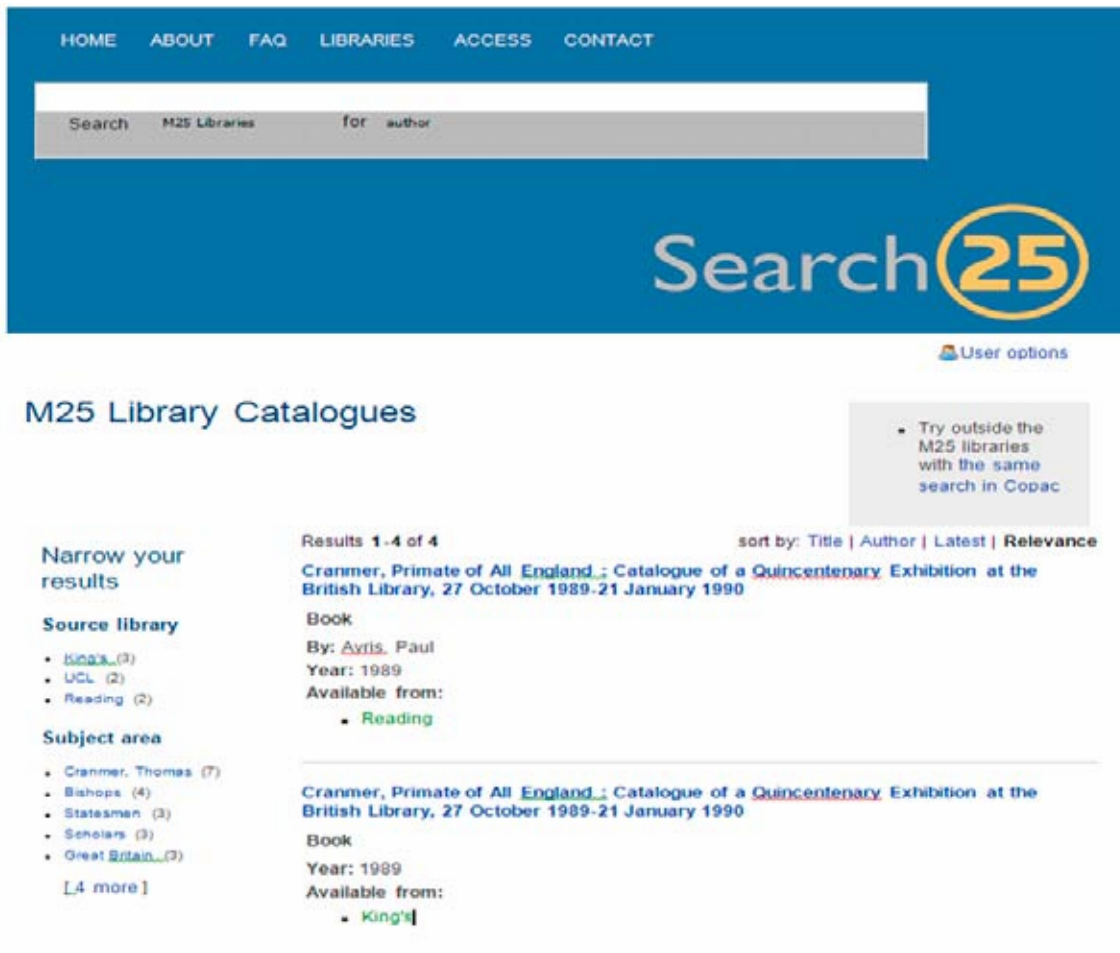 HOME ABOUT FAQ LIBRARIES ACCESS CONTACT
Search M25 Libraries for author
Search 25
User options
M25 Library Catalogues
Try outside the
M25 libraries
with the same
search in Copac
Narrow your
results
Source library
King's (3)
UCL (2)
Reading (2)
Subject area
Cranmer, Thomas (7)
Bishops (4)
Statesmen (3)
Scholars (3)
Great Britain (3)
[ 4 more ]
Results 1-4 of 4
sort by: Title | Author | Latest | Relevance
Cranmer, Primate of All England : Catalogue of a Quincentenary Exhibition at the
British Library, 27 October 1989-21 January 1990
Book
By: Ayris, Paul
Year: 1989
Available from:
Reading
Cranmer, Primate of All England : Catalogue of a Quincentenary Exhibition at the
British Library, 27 October 1989-21 January 1990
Book
Year: 1989
Available from:
King's